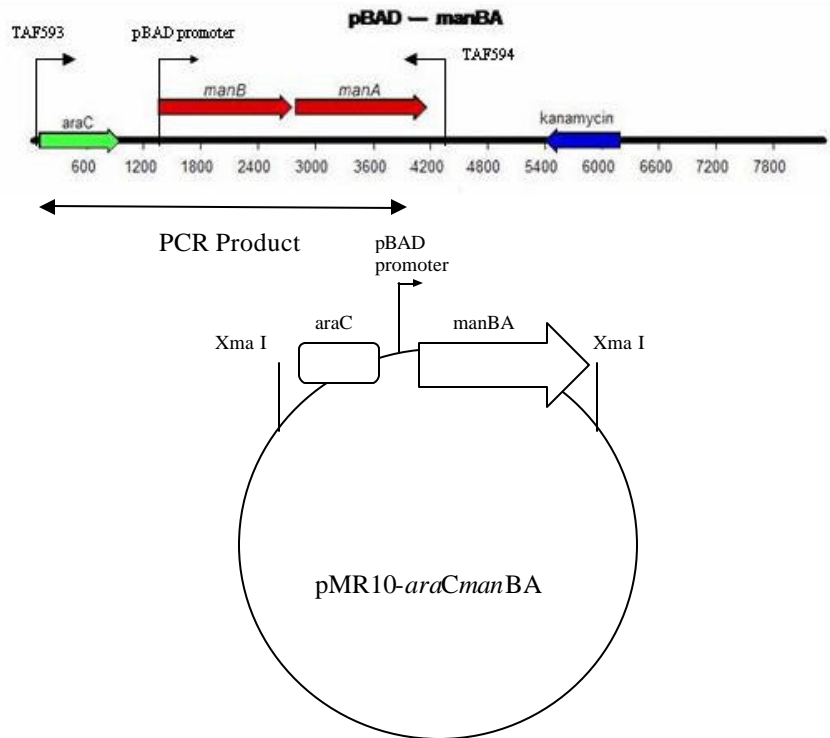 pBAD — manBA
TAF593
pBAD promoter
TAF594
manB
manA
araC
kanamycin
600 1200 1800 2400 3000 3600 4200 4800 5400 6000 6600 7200 7800
PCR Product
pBAD
promoter
araC
manBA
Xma I
Xma I
pMR10-araCmanBA